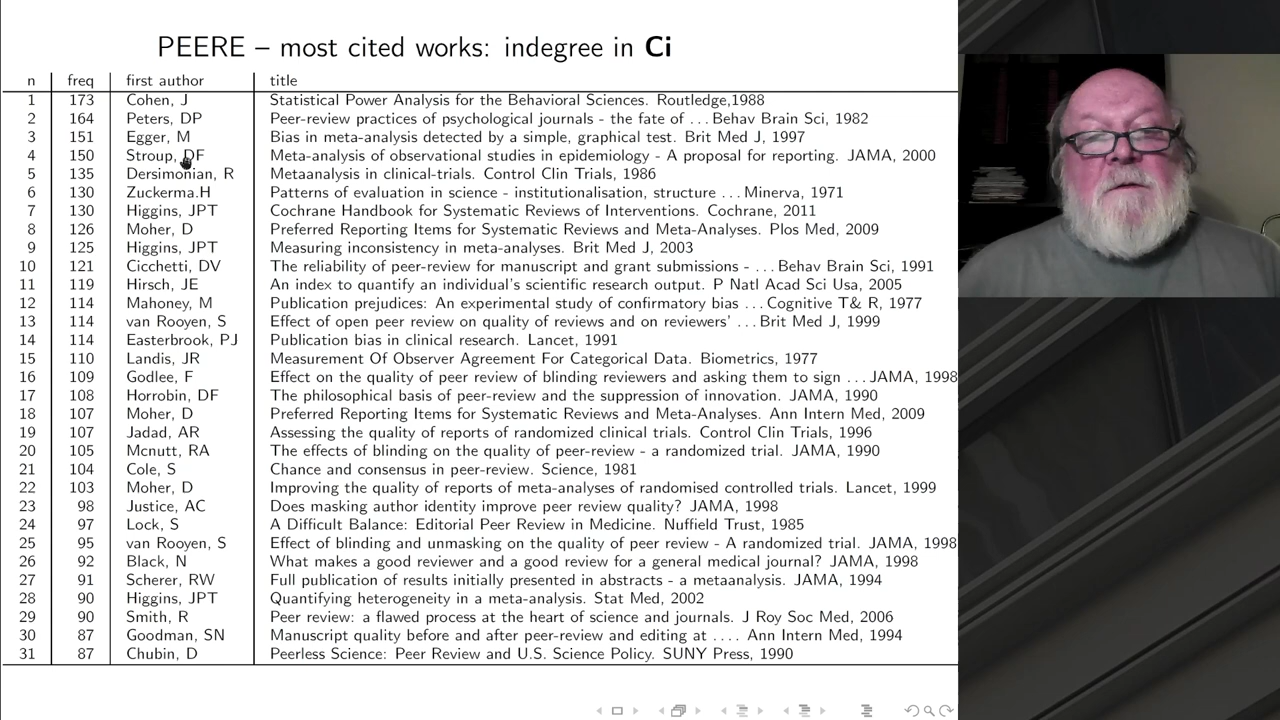 PEERE – most cited works: indegree in Ci
n freq first author title
1 173 Cohen, J Statistical Power Analysis for the Behavioral Sciences. Routledge,1988
2 164 Peters, DP Peer-review practices of psychological journals - the fate of ... Behav Brain Sci, 1982
3 151 Egger, M Bias in meta-analysis detected by a simple, graphical test. Brit Med J, 1997
4 150 Stroup, DF Meta-analysis of observational studies in epidemiology - A proposal for reporting. JAMA, 2000
5 135 Dersimonian, R Metaanalysis in clinical-trials. Control Clin Trials, 1986
6 130 Zuckerma.H Patterns of evaluation in science - institutionalisation, structure ... Minerva, 1971
7 130 Higgins, JPT Cochrane Handbook for Systematic Reviews of Interventions. Cochrane, 2011
8 126 Moher, D Preferred Reporting Items for Systematic Reviews and Meta-Analyses. Plos Med, 2009
9 125 Higgins, JPT Measuring inconsistency in meta-analyses. Brit Med J, 2003
10 121 Cicchetti, DV The reliability of peer-review for manuscript and grant submissions - ... Behav Brain Sci, 1991
11 119 Hirsch, JE An index to quantify an individual's scientific research output. P Natl Acad Sci Usa, 2005
12 114 Mahoney, M Publication prejudices: An experimental study of confirmatory bias ... Cognitive T& R, 1977
13 114 van Rooyen, S Effect of open peer review on quality of reviews and on reviewers' ... Brit Med J, 1999
14 114 Easterbrook, PJ Publication bias in clinical research. Lancet, 1991
15 110 Landis, JR Measurement Of Observer Agreement For Categorical Data. Biometrics, 1977
16 109 Godlee, F Effect on the quality of peer review of blinding reviewers and asking them to sign ... JAMA, 1998
17 108 Horrobin, DF The philosophical basis of peer-review and the suppression of innovation. JAMA, 1990
18 107 Moher, D Preferred Reporting Items for Systematic Reviews and Meta-Analyses. Ann Intern Med, 2009
19 107 Jadad, AR Assessing the quality of reports of randomized clinical trials. Control Clin Trials, 1996
20 105 Mcnutt, RA The effects of blinding on the quality of peer-review - a randomized trial. JAMA, 1990
21 104 Cole, S Chance and consensus in peer-review. Science, 1981
22 103 Moher, D Improving the quality of reports of meta-analyses of randomised controlled trials. Lancet, 1999
23 98 Justice, AC Does masking author identity improve peer review quality? JAMA, 1998
24 97 Lock, S A Difficult Balance: Editorial Peer Review in Medicine. Nuffield Trust, 1985
25 95 van Rooyen, S Effect of blinding and unmasking on the quality of peer review - A randomized trial. JAMA, 1998
26 92 Black, N What makes a good reviewer and a good review for a general medical journal? JAMA, 1998
27 91 Scherer, RW Full publication of results initially presented in abstracts - a metaanalysis. JAMA, 1994
28 90 Higgins, JPT Quantifying heterogeneity in a meta-analysis. Stat Med, 2002
29 90 Smith, R Peer review: a flawed process at the heart of science and journals. J Roy Soc Med, 2006
30 87 Goodman, SN Manuscript quality before and after peer-review and editing at .... Ann Intern Med, 1994
31 87 Chubin, D Peerless Science: Peer Review and U.S. Science Policy. SUNY Press, 1990